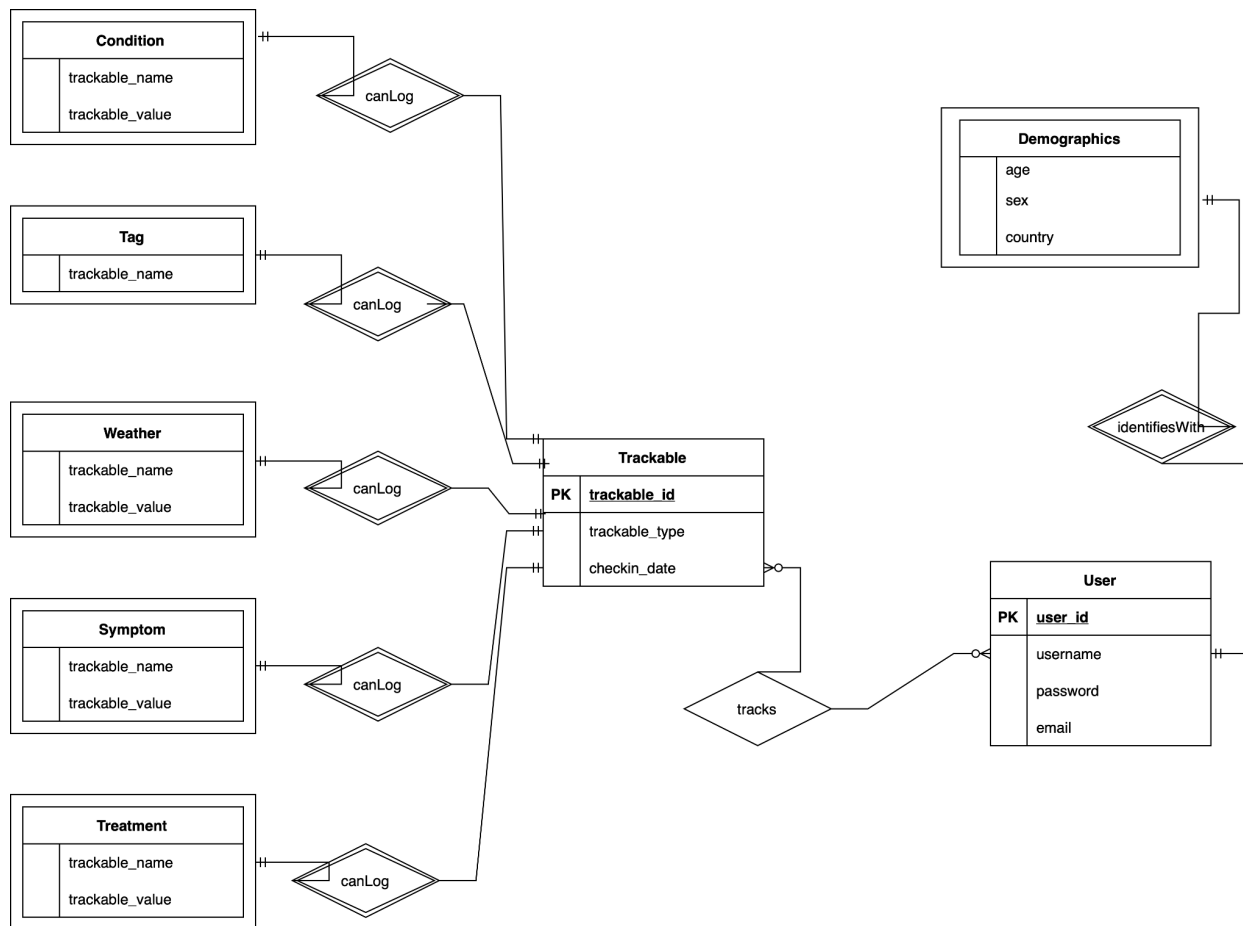 Condition
trackable_name
trackable_value
canLog
Tag
trackable_name
canLog
Weather
trackable_name
trackable_value
canLog
Symptom
trackable_name
trackable_value
canLog
Treatment
trackable_name
trackable_value
canLog
Trackable
PK trackable_id
trackable_type
checkin_date
tracks
Demographics
age
sex
country
identifiesWith
User
PK user_id
username
password
email